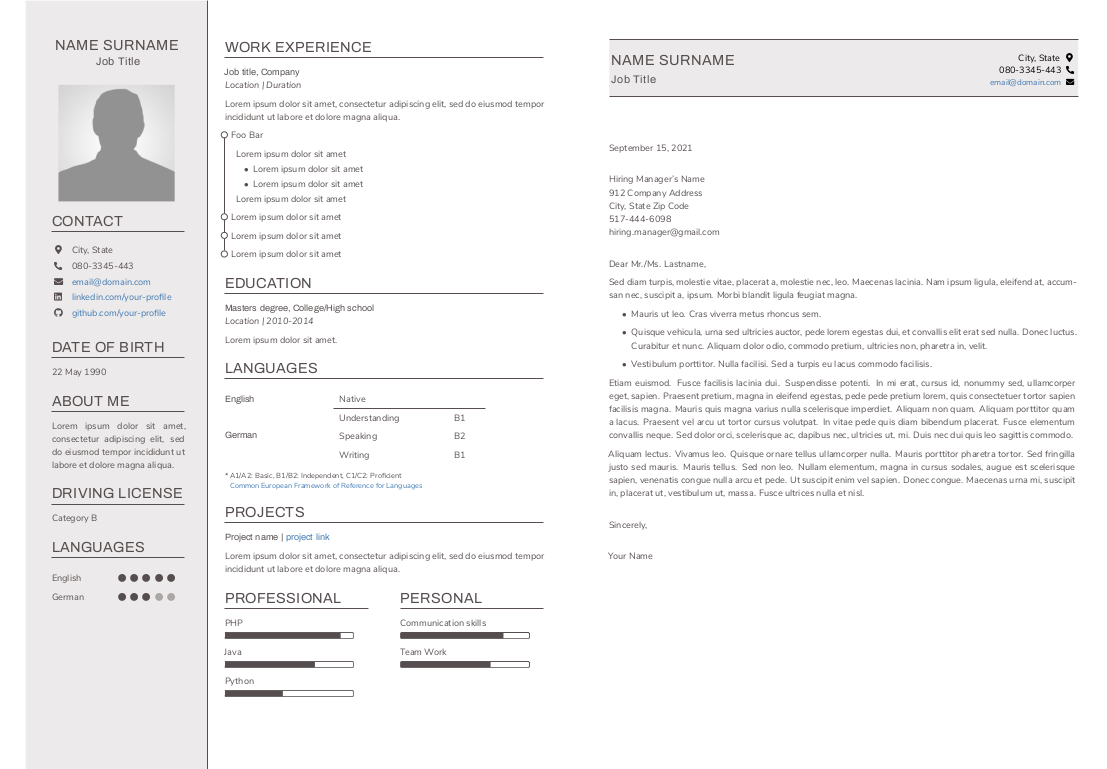 NAME SURNAME
Job Title
CONTACT
City, State
080-3345-443
email@domain.com
linkedin.com/your-profile
github.com/your-profile
DATE OF BIRTH
22 May 1990
ABOUT ME
Lorem ipsum dolor sit amet,
consectetur adipiscing elit, sed
do eiusmod tempor incididunt ut
labore et dolore magna aliqua.
DRIVING LICENSE
Category B
LANGUAGES
English
German
WORK EXPERIENCE
Job title, Company
Location | Duration
Lorem ipsum dolor sit amet, consectetur adipiscing elit, sed do eiusmod tempor
incididunt ut labore et dolore magna aliqua.
Foo Bar
Lorem ipsum dolor sit amet
• Lorem ipsum dolor sit amet
• Lorem ipsum dolor sit amet
Lorem ipsum dolor sit amet
Lorem ipsum dolor sit amet
Lorem ipsum dolor sit amet
Lorem ipsum dolor sit amet
EDUCATION
Masters degree, College/High school
Location | 2010-2014
Lorem ipsum dolor sit amet.
LANGUAGES
English Native
Understanding B1
German Speaking B2
Writing B1
* A1/A2: Basic, B1/B2: Independent, C1/C2: Proficient
Common European Framework of Reference for Languages
PROJECTS
Project name | project link
Lorem ipsum dolor sit amet, consectetur adipiscing elit, sed do eiusmod tempor
incididunt ut labore et dolore magna aliqua.
PROFESSIONAL
PHP
Java
Python
PERSONAL
Communication skills
Team Work
NAME SURNAME
Job Title
City, State
080-3345-443
email@domain.com
September 15, 2021
Hiring Manager's Name
912 Company Address
City, State Zip Code
517-444-6098
hiring.manager@gmail.com
Dear Mr./Ms. Lastname,
Sed diam turpis, molestie vitae, placerat a, molestie nec, leo. Maecenas lacinia. Nam ipsum ligula, eleifend at, accum-
san nec, suscipit a, ipsum. Morbi blandit ligula feugiat magna.
• Mauris ut leo. Cras viverra metus rhoncus sem.
• Quisque vehicula, urna sed ultricies auctor, pede lorem egestas dui, et convallis elit erat sed nulla. Donec luctus.
Curabitur et nunc. Aliquam dolor odio, commodo pretium, ultricies non, pharetra in, velit.
• Vestibulum porttitor. Nulla facilisi. Sed a turpis eu lacus commodo facilisis.
Etiam euismod. Fusce facilisis lacinia dui. Suspendisse potenti. In mi erat, cursus id, nonummy sed, ullamcorper
eget, sapien. Praesent pretium, magna in eleifend egestas, pede pede pretium lorem, quis consectetuer tortor sapien
facilisis magna. Mauris quis magna varius nulla scelerisque imperdiet. Aliquam non quam. Aliquam porttitor quam
a lacus. Praesent vel arcu ut tortor cursus volutpat. In vitae pede quis diam bibendum placerat. Fusce elementum
convallis neque. Sed dolor orci, scelerisque ac, dapibus nec, ultricies ut, mi. Duis nec dui quis leo sagittis commodo.
Aliquam lectus. Vivamus leo. Quisque ornare tellus ullamcorper nulla. Mauris porttitor pharetra tortor. Sed fringilla
justo sed mauris. Mauris tellus. Sed non leo. Nullam elementum, magna in cursus sodales, augue est scelerisque
sapien, venenatis congue nulla arcu et pede. Ut suscipit enim vel sapien. Donec congue. Maecenas urna mi, suscipit
in, placerat ut, vestibulum ut, massa. Fusce ultrices nulla et nisl.
Sincerely,
Your Name